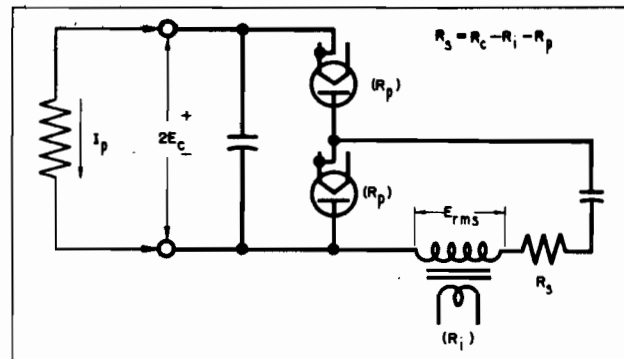 R_s = R_c - R_i - R_p
(R_p)
I_p
+
2E_c
-
(R_p)
E_rms
R_s
(R_i)